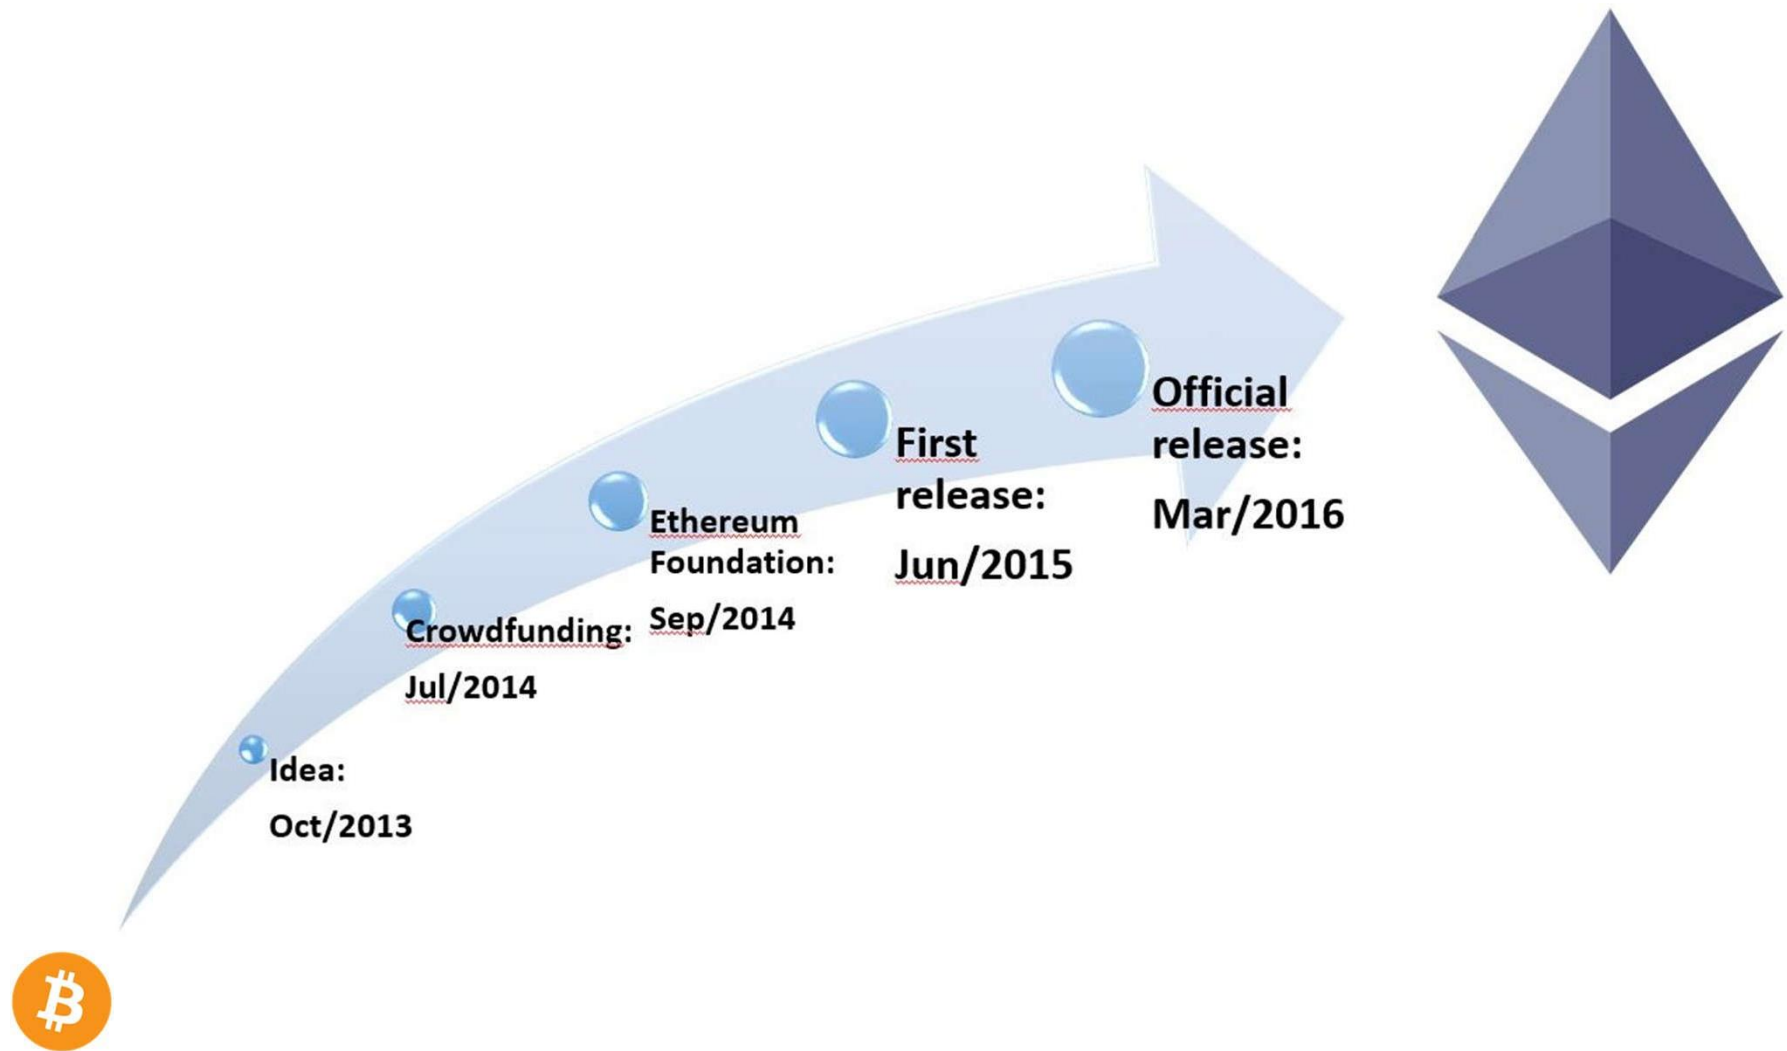 Idea:
Oct/2013
Crowdfunding:
Jul/2014
Ethereum
Foundation:
Sep/2014
First
release:
Jun/2015
Official
release:
Mar/2016